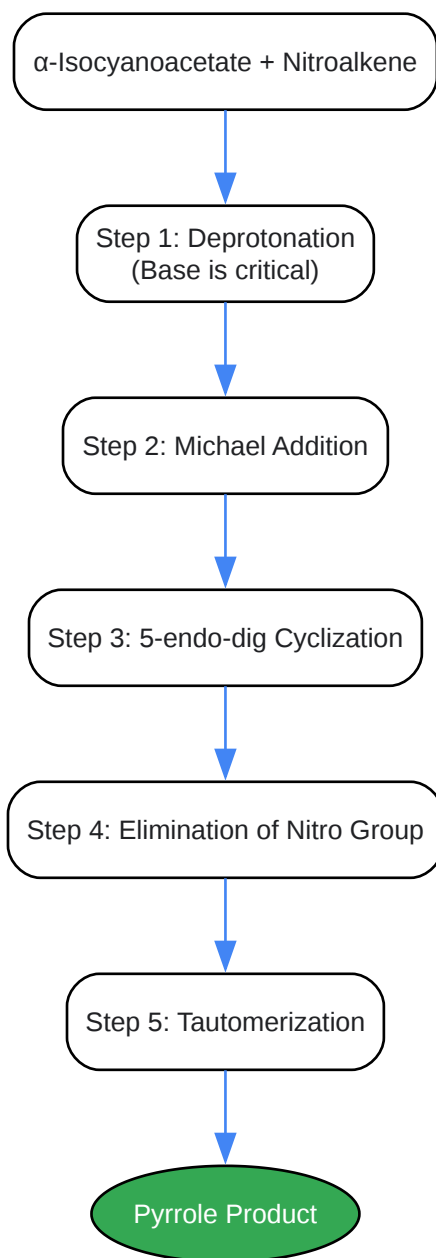 α-Isocyanoacetate + Nitroalkene
Step 1: Deprotonation
(Base is critical)
Step 2: Michael Addition
Step 3: 5-endo-dig Cyclization
Step 4: Elimination of Nitro Group
Step 5: Tautomerization
Pyrrole Product